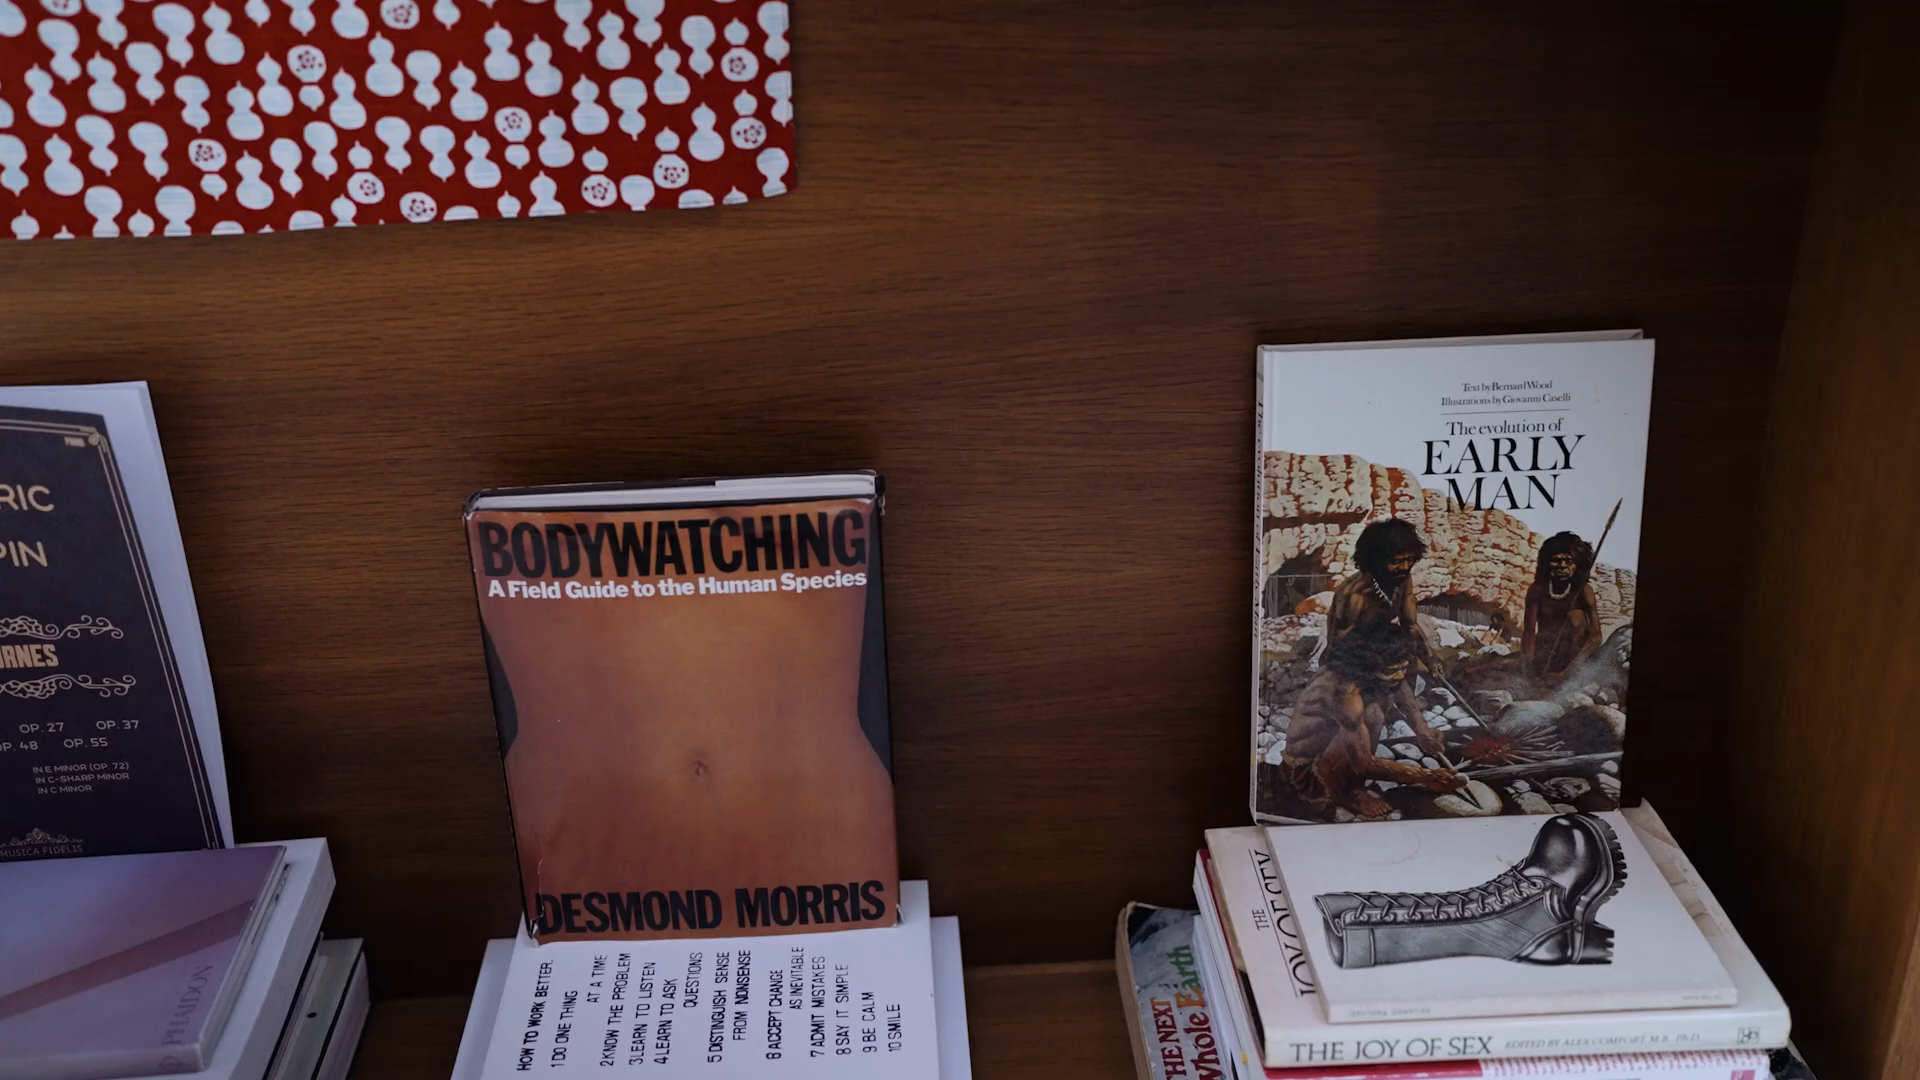 RIC
PIN
RNES
OP. 27 OP. 37
OP. 48 OP. 55
IN E MINOR (OP. 72)
IN C-SHARP MINOR
IN C MINOR
MUSICA FIDELIS
PHAIDON
BODYWATCHING
A Field Guide to the Human Species
DESMOND MORRIS
HOW TO WORK BETTER.
1 DO ONE THING
AT A TIME
2 KNOW THE PROBLEM
3 LEARN TO LISTEN
4 LEARN TO ASK
QUESTIONS
5 DISTINGUISH SENSE
FROM NONSENSE
6 ACCEPT CHANGE
AS INEVITABLE
7 ADMIT MISTAKES
8 SAY IT SIMPLE
9 BE CALM
10 SMILE
Text by Bernard Wood
Illustrations by Giovanni Caselli
The evolution of
EARLY
MAN
THE
JOY OF SEX
THE JOY OF SEX EDITED BY ALEX COMFORT, M.B., Ph.D.
THE NEXT
Whole Earth